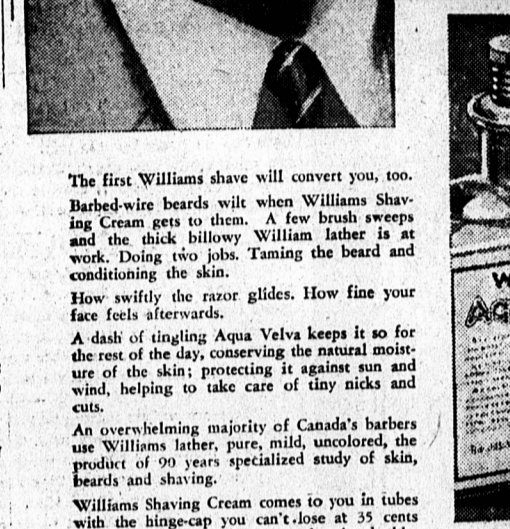 The first Williams shave will convert you, too.
Barbed-wire beards wilt when Williams Shav-
ing Cream gets to them. A few brush sweeps
and the thick billowy William lather is at
work. Doing two jobs. Taming the beard and
conditioning the skin.
How swiftly the razor glides. How fine your
face feels afterwards.
A dash of tingling Aqua Velva keeps it so for
the rest of the day, conserving the natural moist-
ure of the skin; protecting it against sun and
wind, helping to take care of tiny nicks and
cuts.
An overwhelming majority of Canada's barbers
use Williams lather, pure, mild, uncolored, the
product of 90 years specialized study of skin,
beards and shaving.
Williams Shaving Cream comes to you in tubes
with the hinge-cap you can't lose at 35 cents